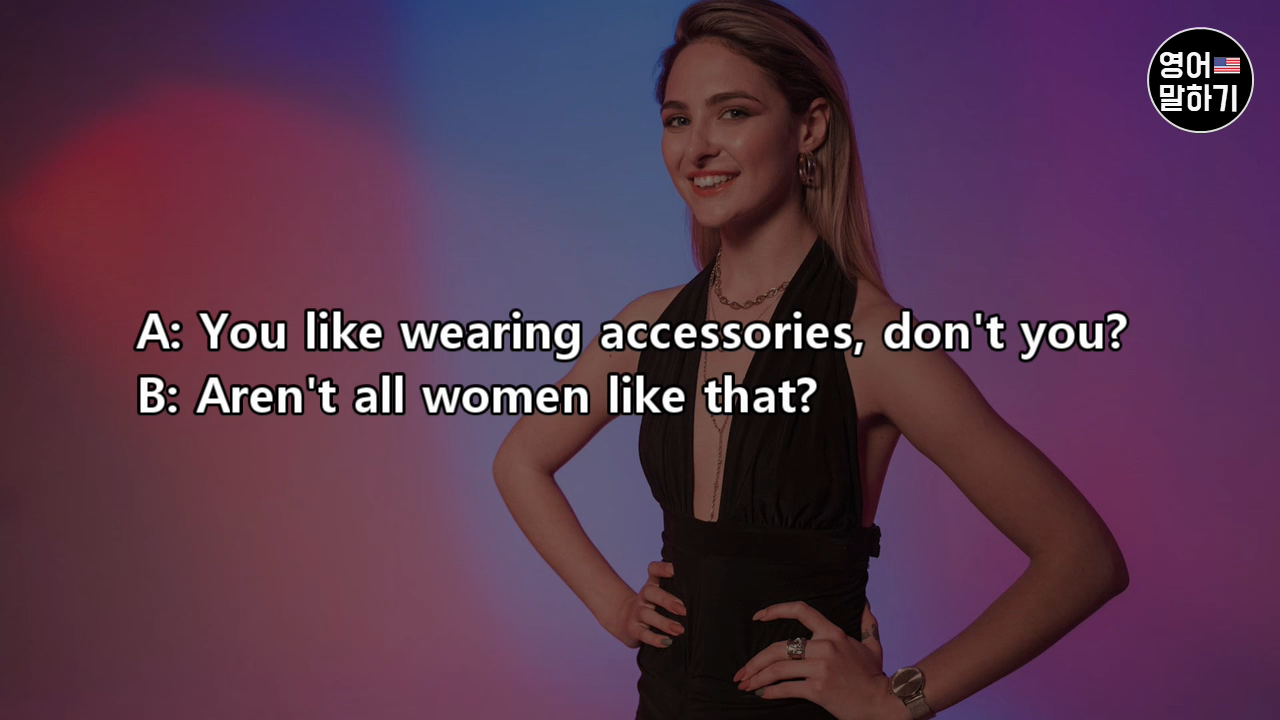 영어
말하기
A: You like wearing accessories, don't you?
B: Aren't all women like that?